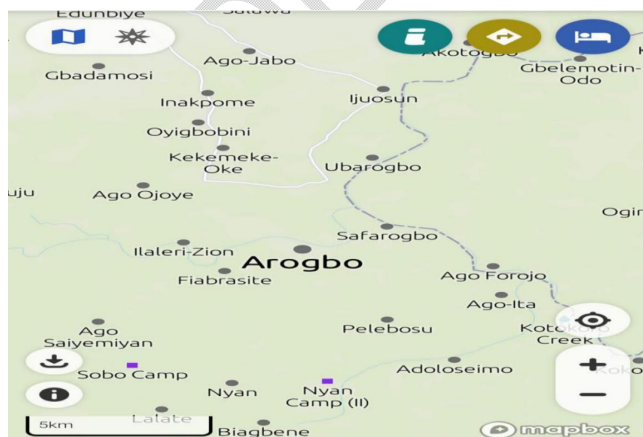 Edunbiye
Akotogbo
Ago-Jabo
Gbadamosi
Gbelemotin-
Odo
Inakpome
Ijuosun
Oyigbobini
Kekemeke-
Oke
Ubarogbo
uju
Ago Ojoye
Ogir
Safarogbo
Ilaleri-Zion
Arogbo
Fiabrasite
Ago Forojo
Ago-Ita
Ago
Saiyemiyan
Pelebosu
Creek
Sobo Camp
Adoloseimo
Nyan
Nyan
Camp (II)
5km
Lalate
Biagbene
mapbox